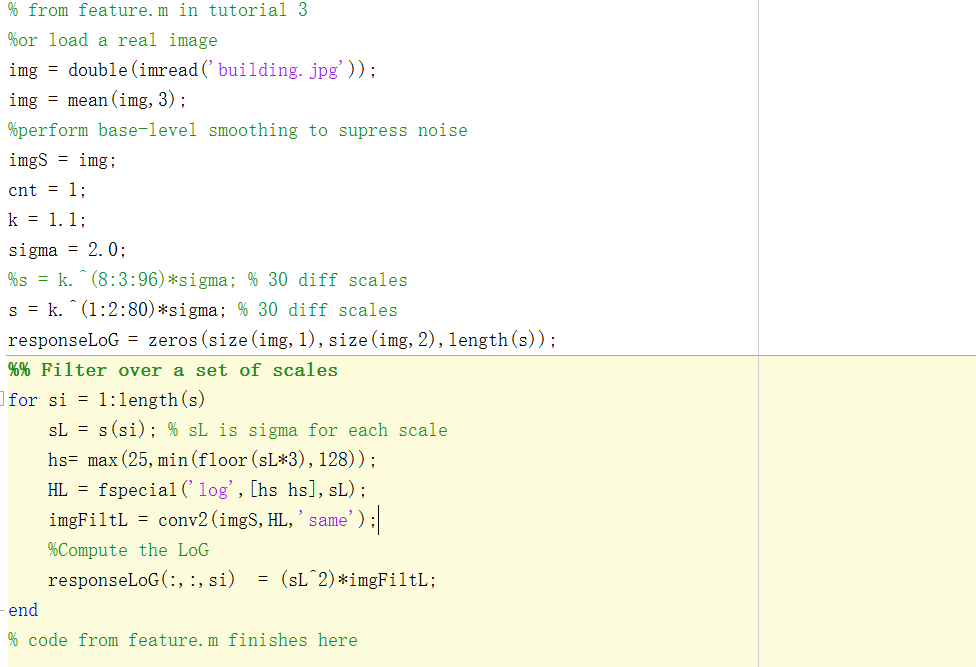 % from feature.m in tutorial 3
%or load a real image
img = double(imread('building.jpg'));
img = mean(img,3);
%perform base-level smoothing to supress noise
imgS = img;
cnt = 1;
k = 1.1;
sigma = 2.0;
%s = k.^(8:3:96)*sigma; % 30 diff scales
s = k.^(1:2:80)*sigma; % 30 diff scales
responseLoG = zeros(size(img,1),size(img,2),length(s));
%% Filter over a set of scales
for si = 1:length(s)
    sL = s(si); % sL is sigma for each scale
    hs= max(25,min(floor(sL*3),128));
    HL = fspecial('log',[hs hs],sL);
    imgFiltL = conv2(imgS,HL,'same');
    %Compute the LoG
    responseLoG(:,:,si)  = (sL^2)*imgFiltL;
end
% code from feature.m finishes here